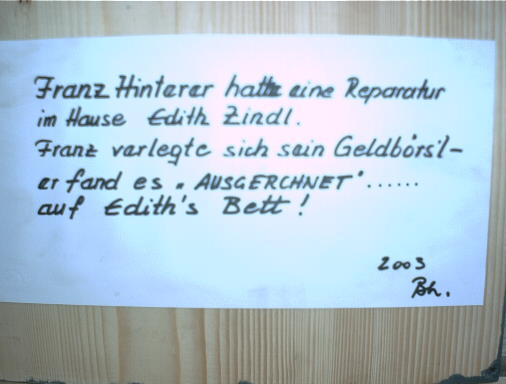 Franz Hinterer hatte eine Reparatur
im Hause Edith Zindl.
Franz verlegte sich sein Geldbörs'l-
er fand es „AUSGERCHNET"......
auf Edith's Bett!
2003
Bh.